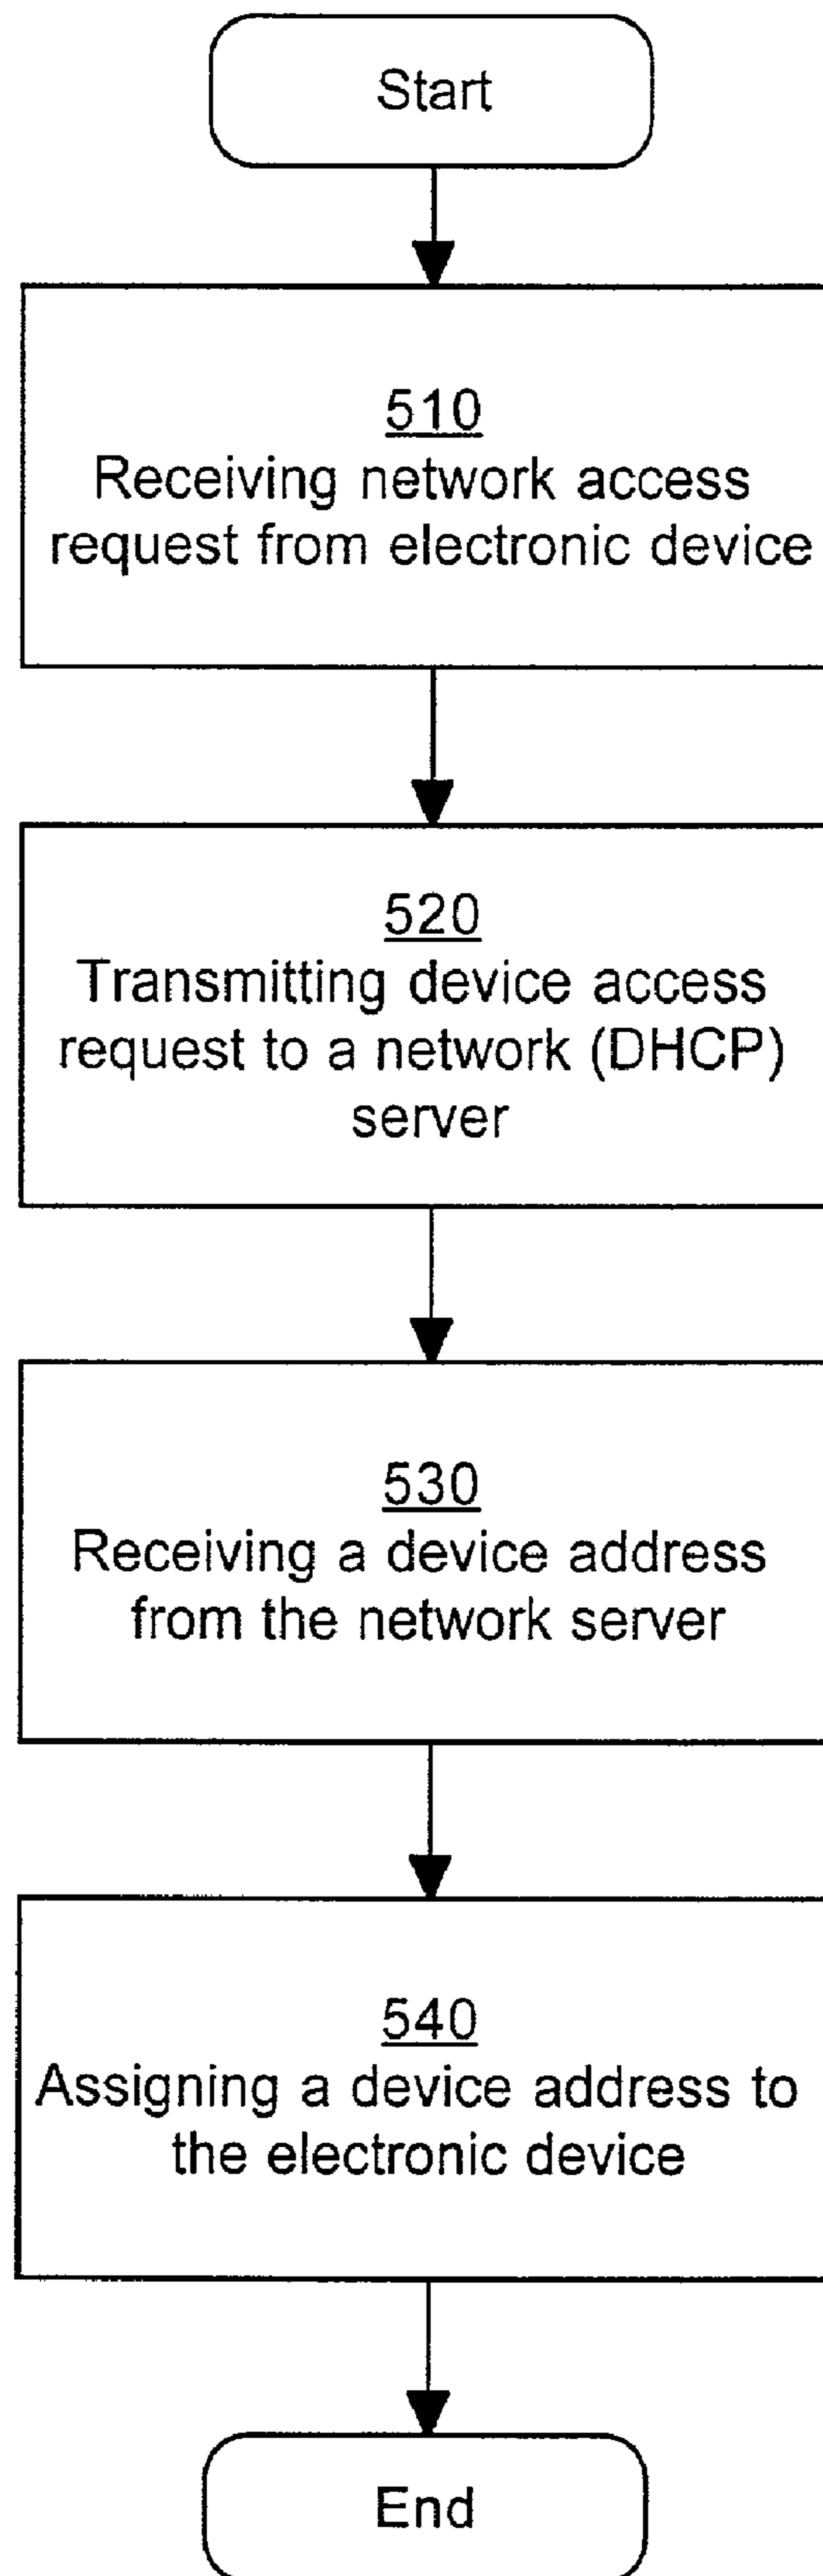 Start
510
Receiving network access
request from electronic device
520
Transmitting device access
request to a network (DHCP)
server
530
Receiving a device address
from the network server
540
Assigning a device address to
the electronic device
End